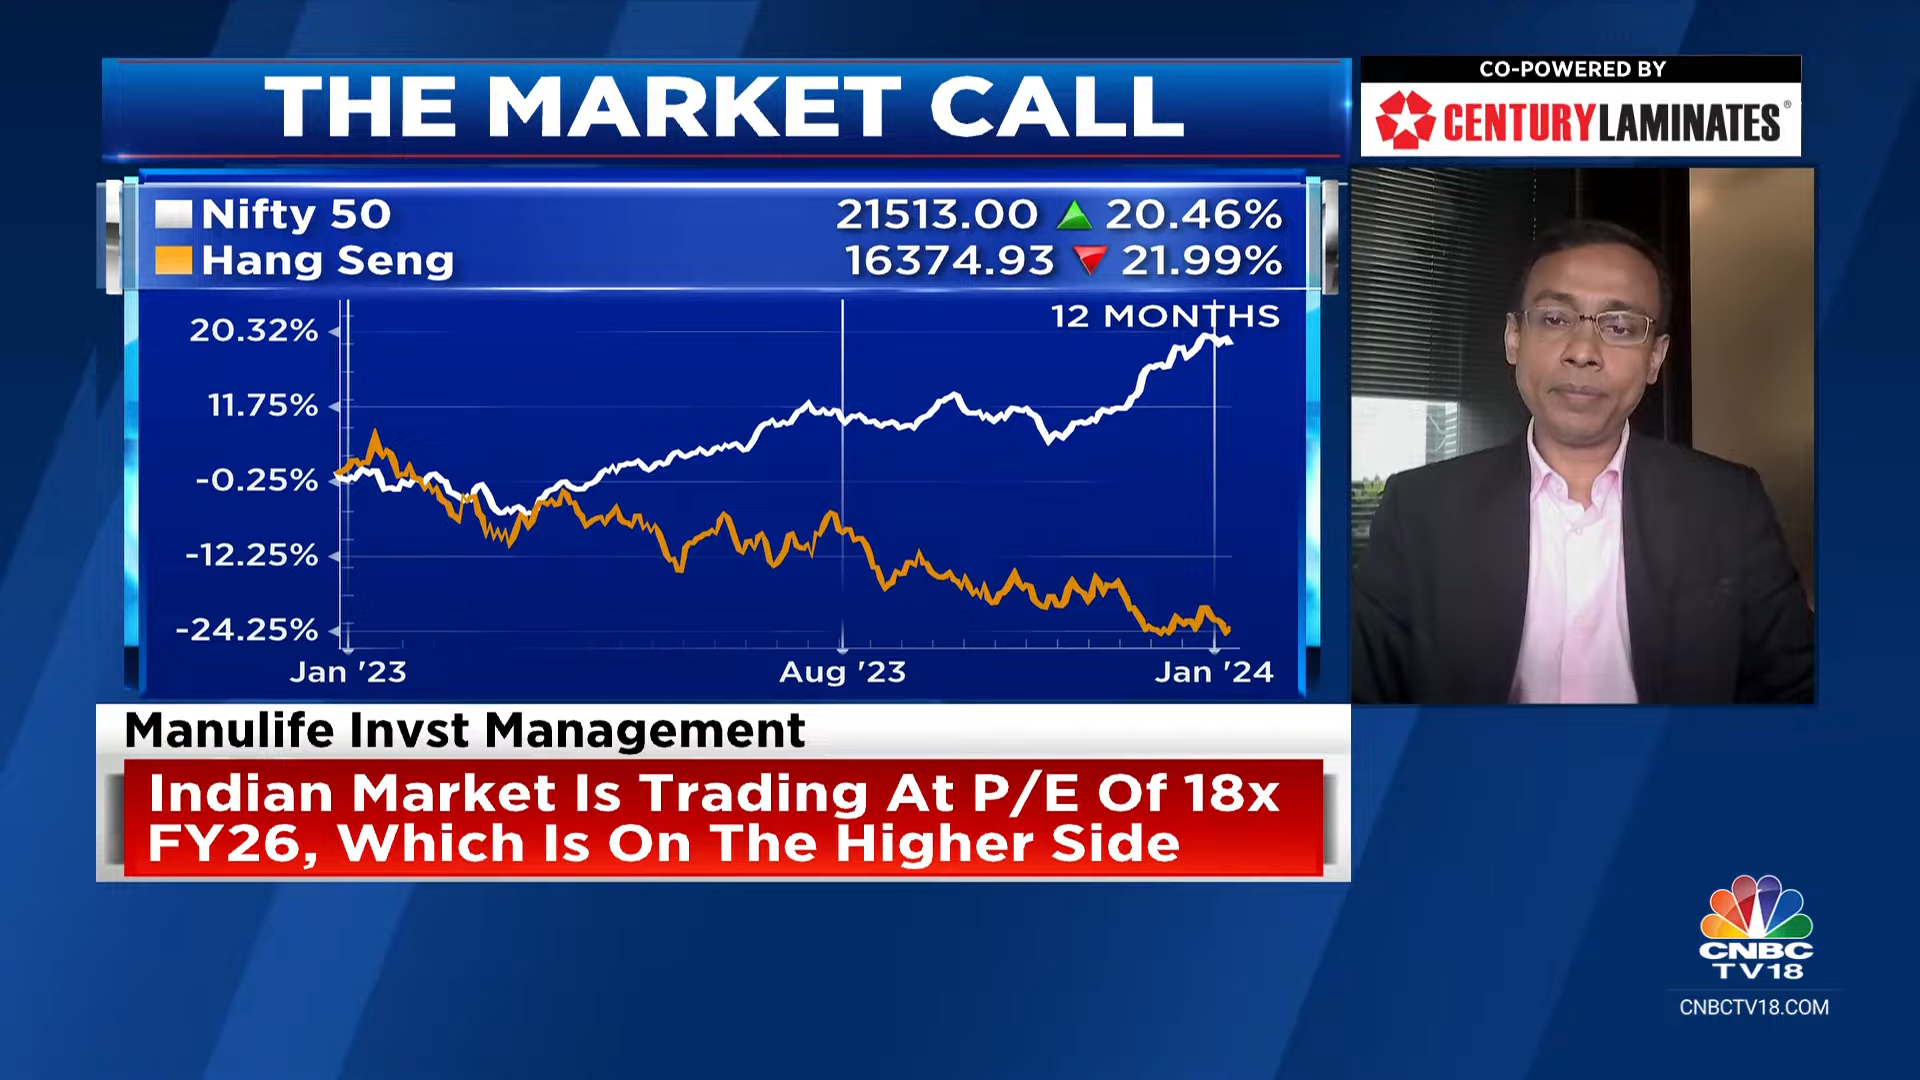 THE MARKET CALL
CO-POWERED BY
CENTURYLAMINATES®
Nifty 50 21513.00 ▲ 20.46%
Hang Seng 16374.93 ▼ 21.99%
12 MONTHS
20.32%
11.75%
-0.25%
-12.25%
-24.25%
Jan '23 Aug '23 Jan '24
Manulife Invst Management
Indian Market Is Trading At P/E Of 18x
FY26, Which Is On The Higher Side
CNBC
TV18
CNBCTV18.COM